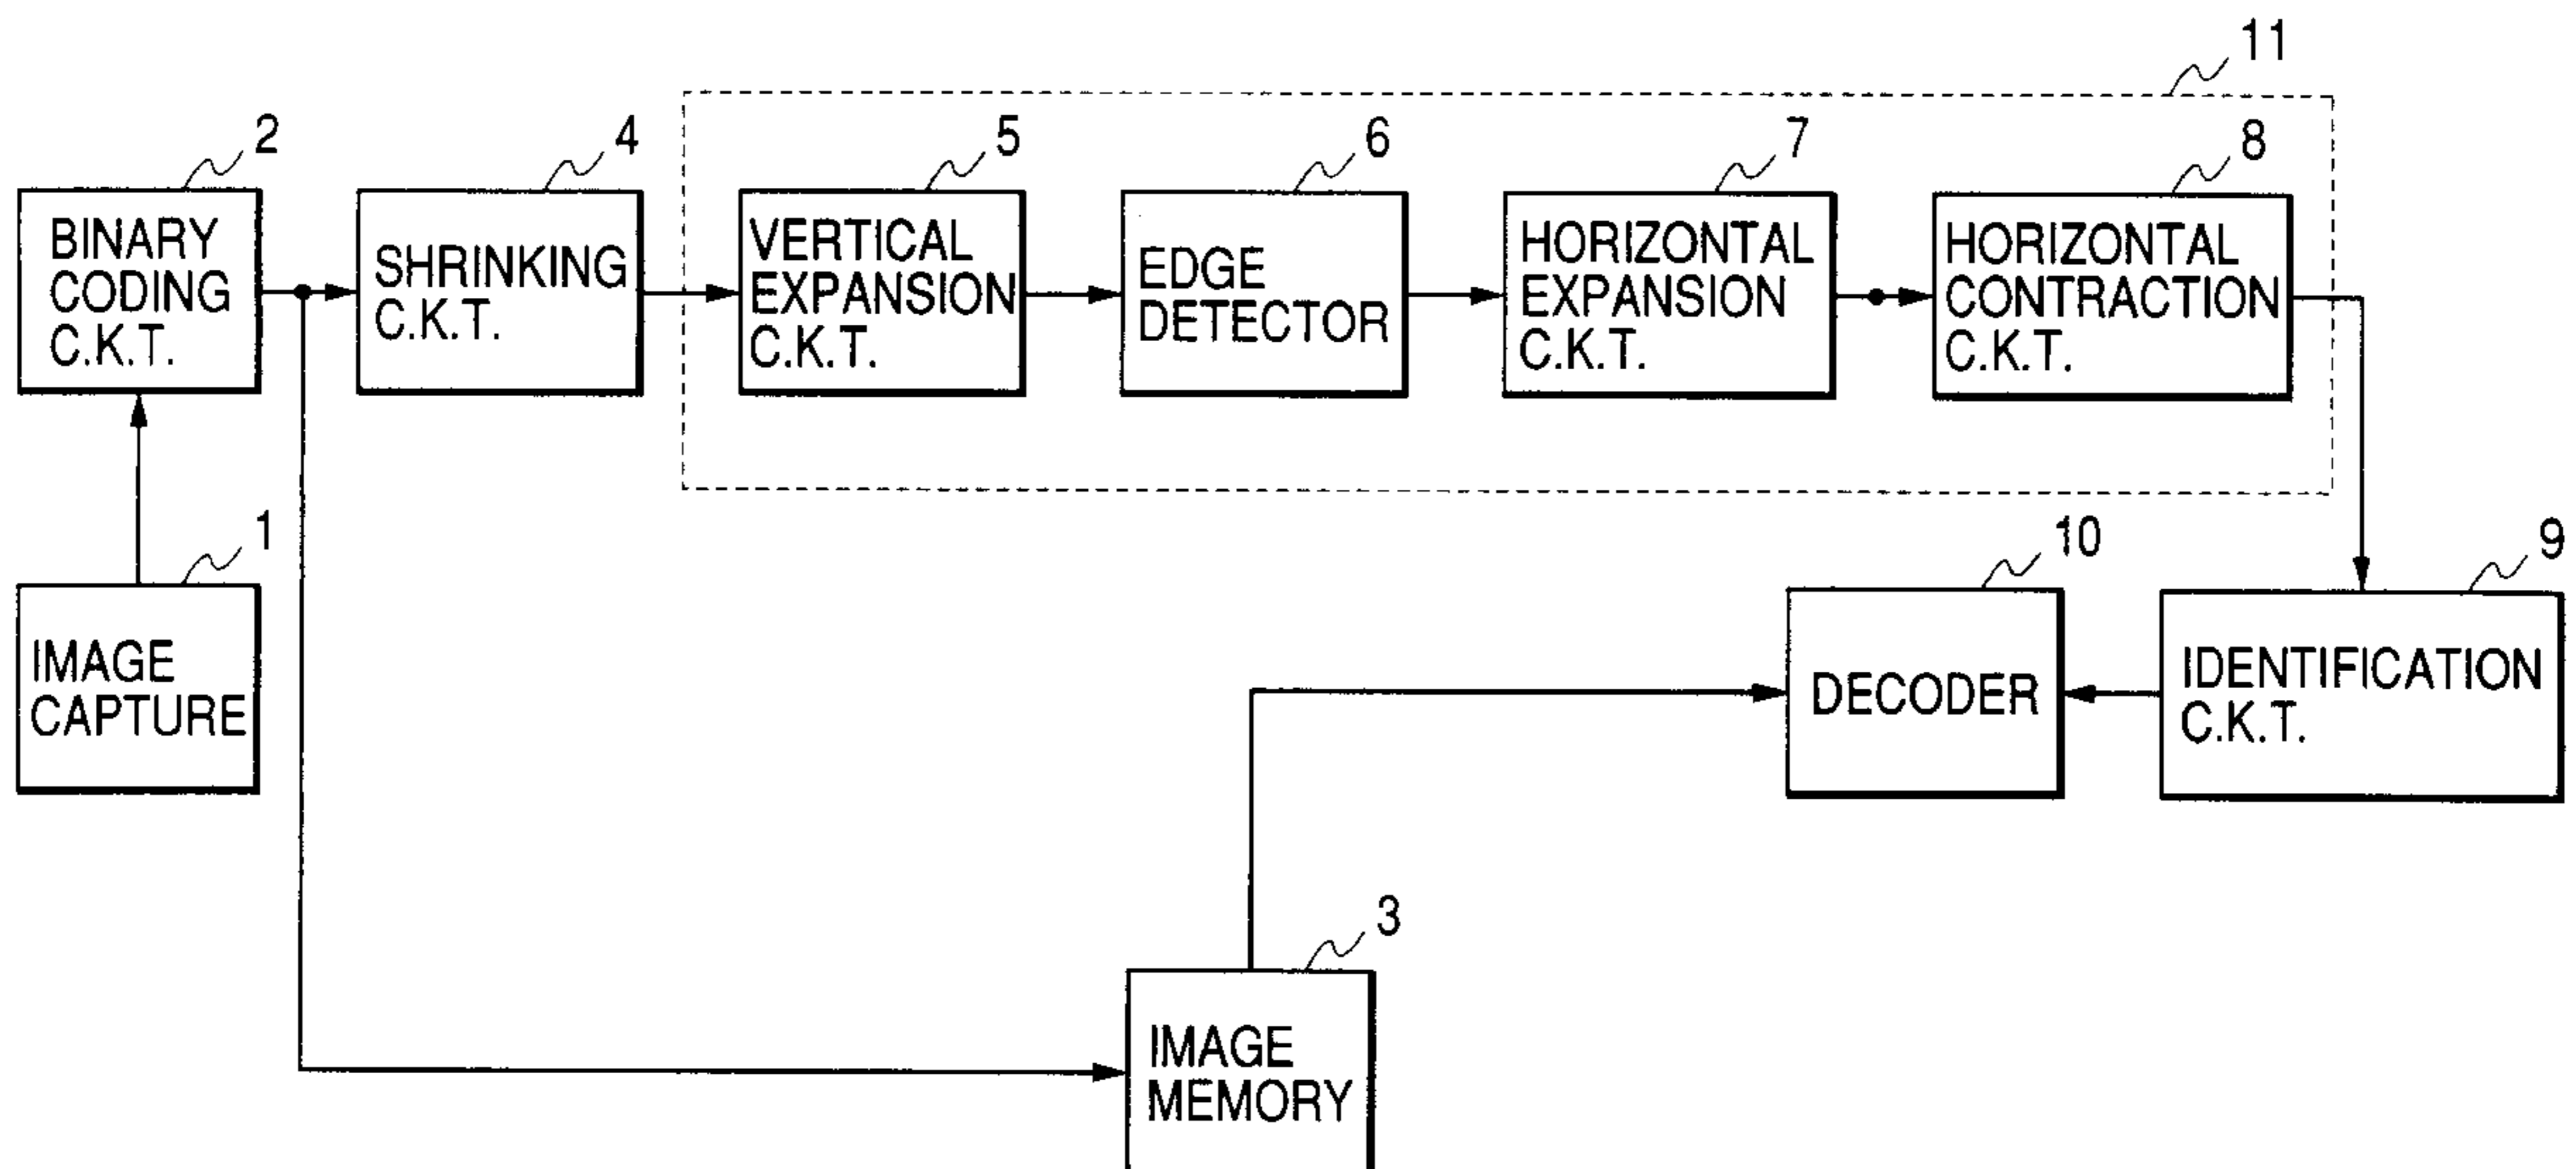 11
2
4
5
6
7
8
BINARY
CODING
C.K.T.
SHRINKING
C.K.T.
VERTICAL
EXPANSION
C.K.T.
EDGE
DETECTOR
HORIZONTAL
EXPANSION
C.K.T.
HORIZONTAL
CONTRACTION
C.K.T.
1
10
9
IMAGE
CAPTURE
DECODER
IDENTIFICATION
C.K.T.
3
IMAGE
MEMORY